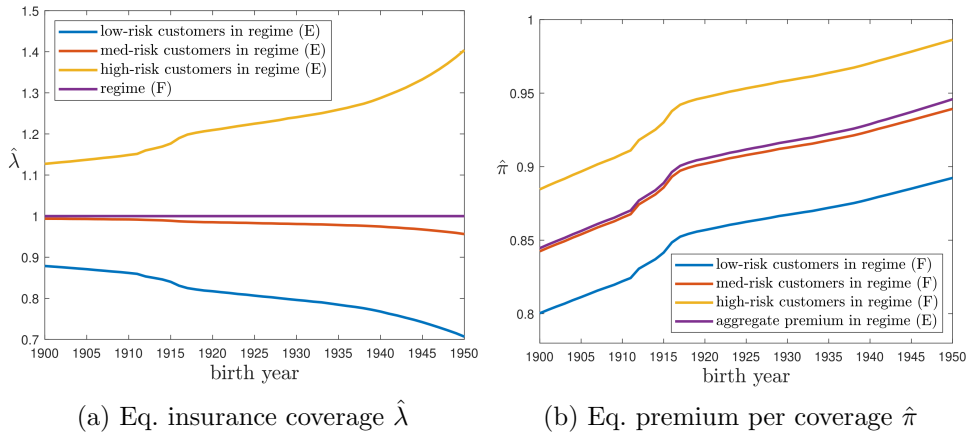 1.5
1.4
1.3
1.2
1.1
1
0.9
0.8
0.7
λ̂
low-risk customers in regime (E)
med-risk customers in regime (E)
high-risk customers in regime (E)
regime (F)
1900 1905 1910 1915 1920 1925 1930 1935 1940 1945 1950
birth year
(a) Eq. insurance coverage λ̂
1
0.95
0.9
0.85
0.8
π̂
low-risk customers in regime (F)
med-risk customers in regime (F)
high-risk customers in regime (F)
aggregate premium in regime (E)
1900 1905 1910 1915 1920 1925 1930 1935 1940 1945 1950
birth year
(b) Eq. premium per coverage π̂